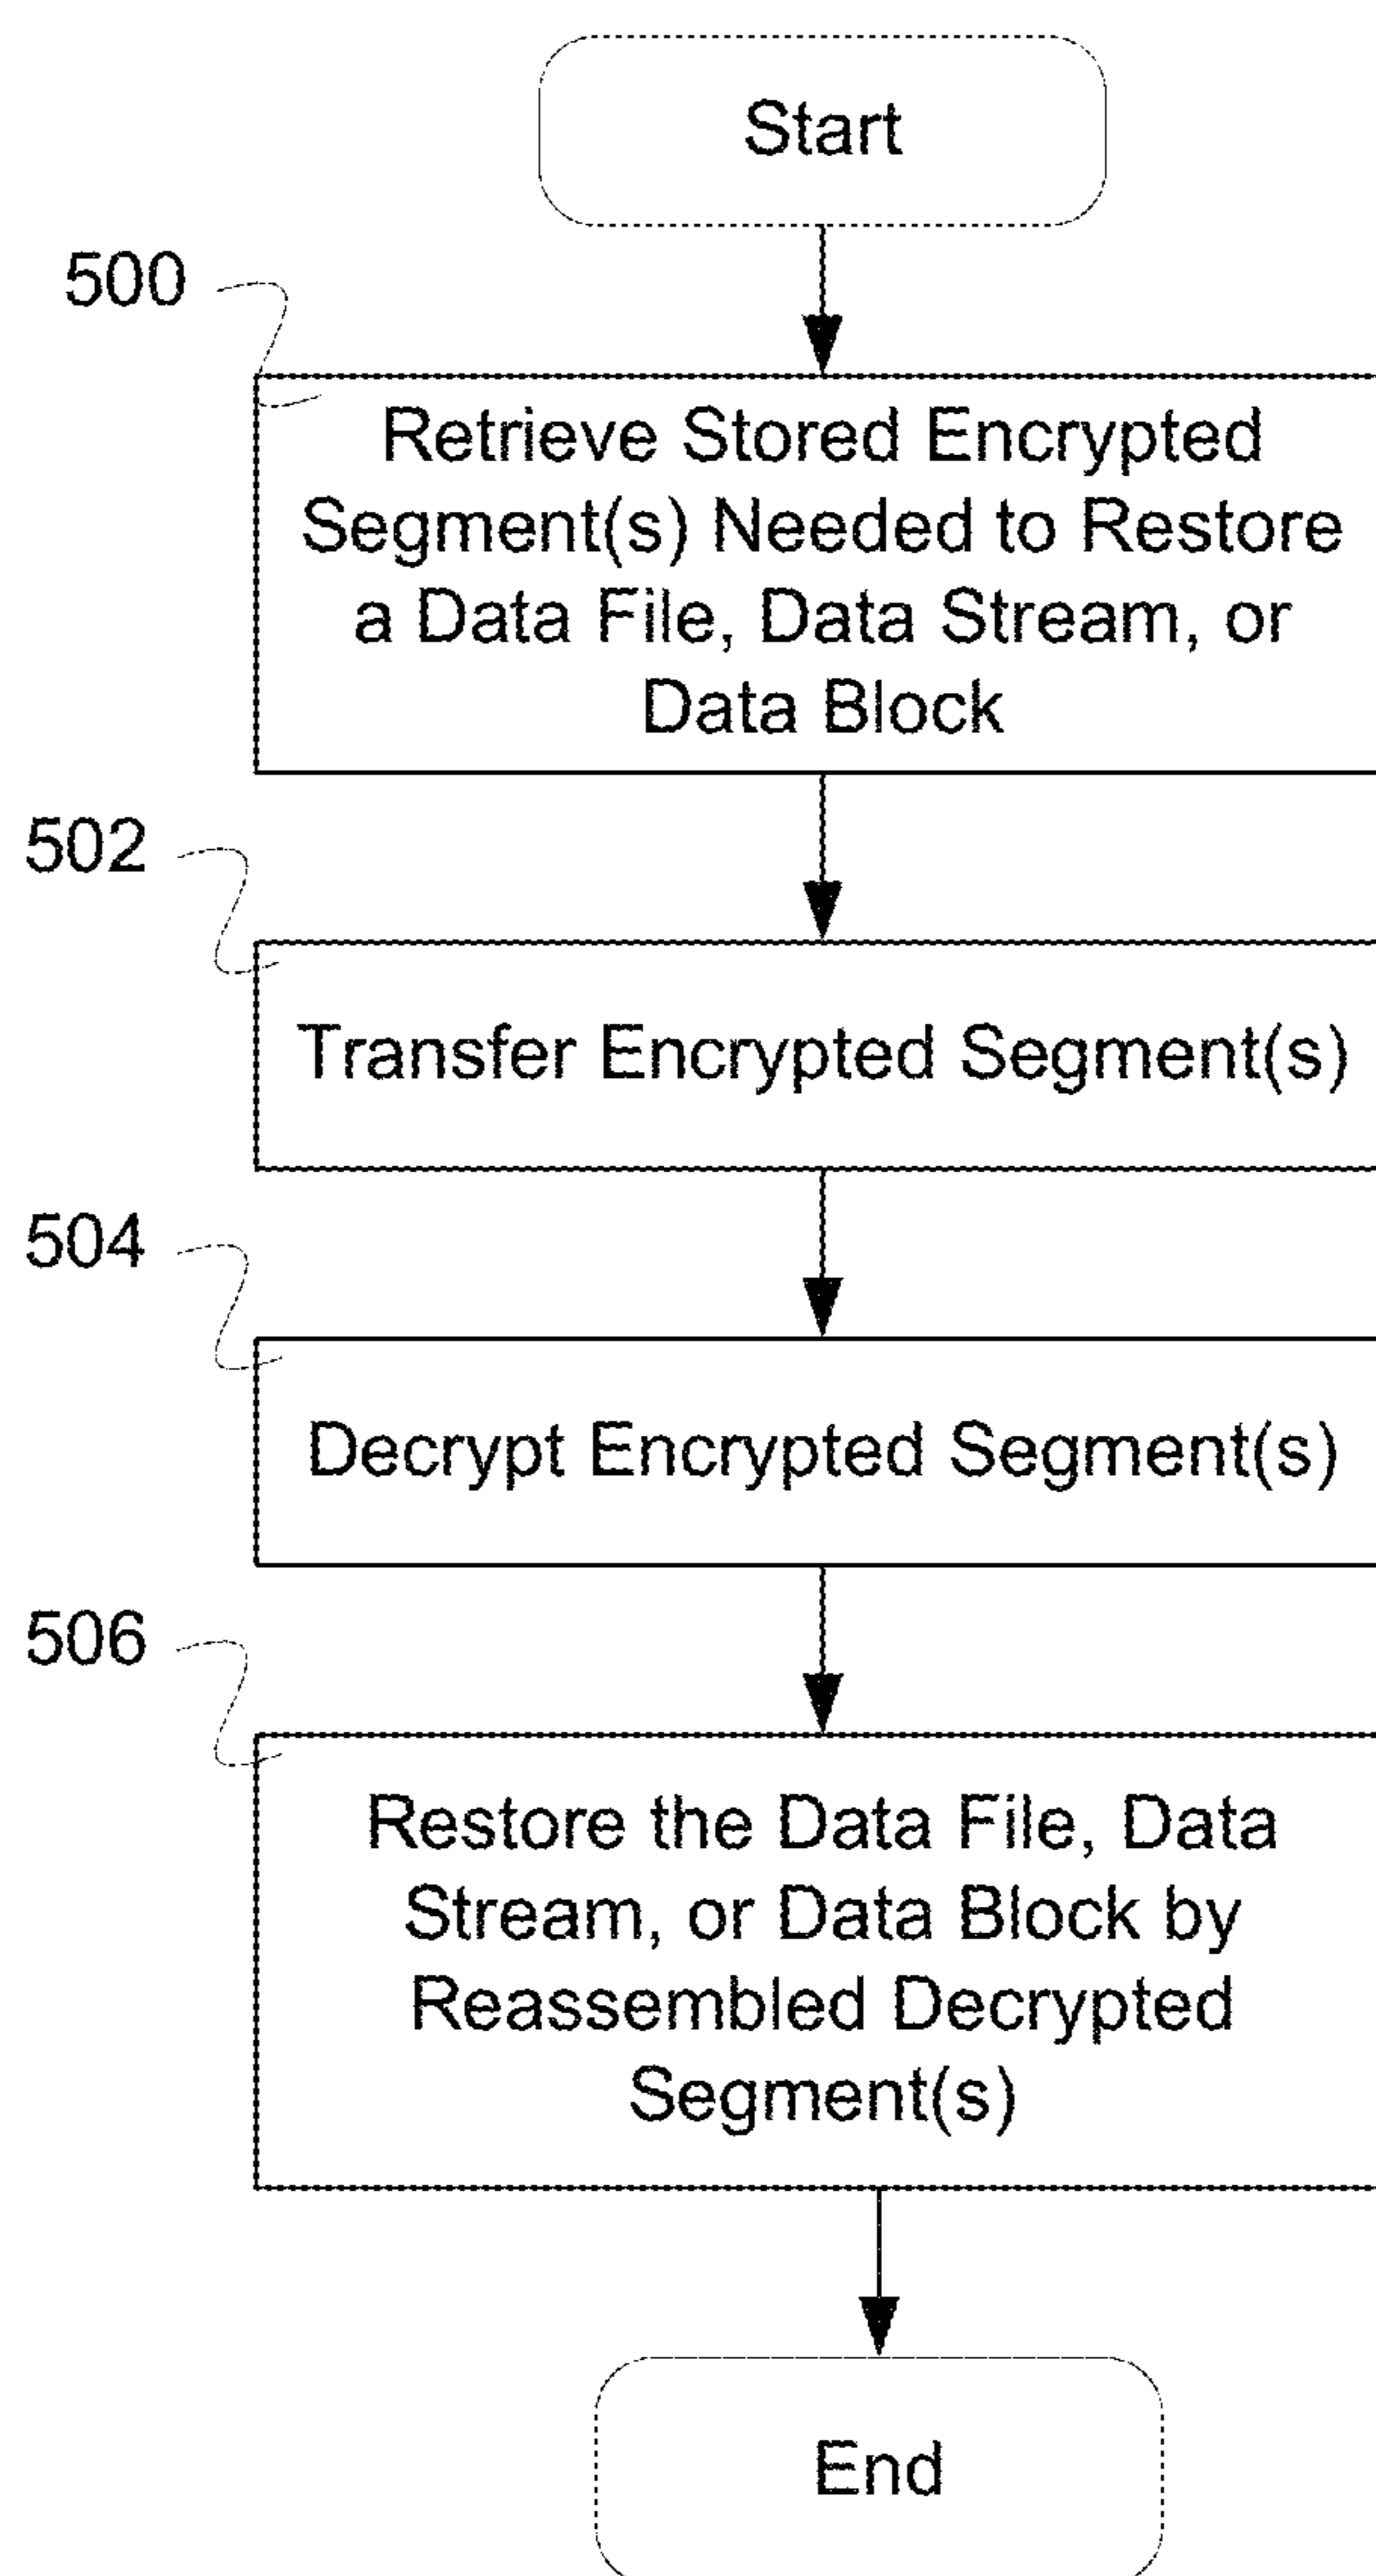 Start
500
Retrieve Stored Encrypted
Segment(s) Needed to Restore
a Data File, Data Stream, or
Data Block
502
Transfer Encrypted Segment(s)
504
Decrypt Encrypted Segment(s)
506
Restore the Data File, Data
Stream, or Data Block by
Reassembled Decrypted
Segment(s)
End